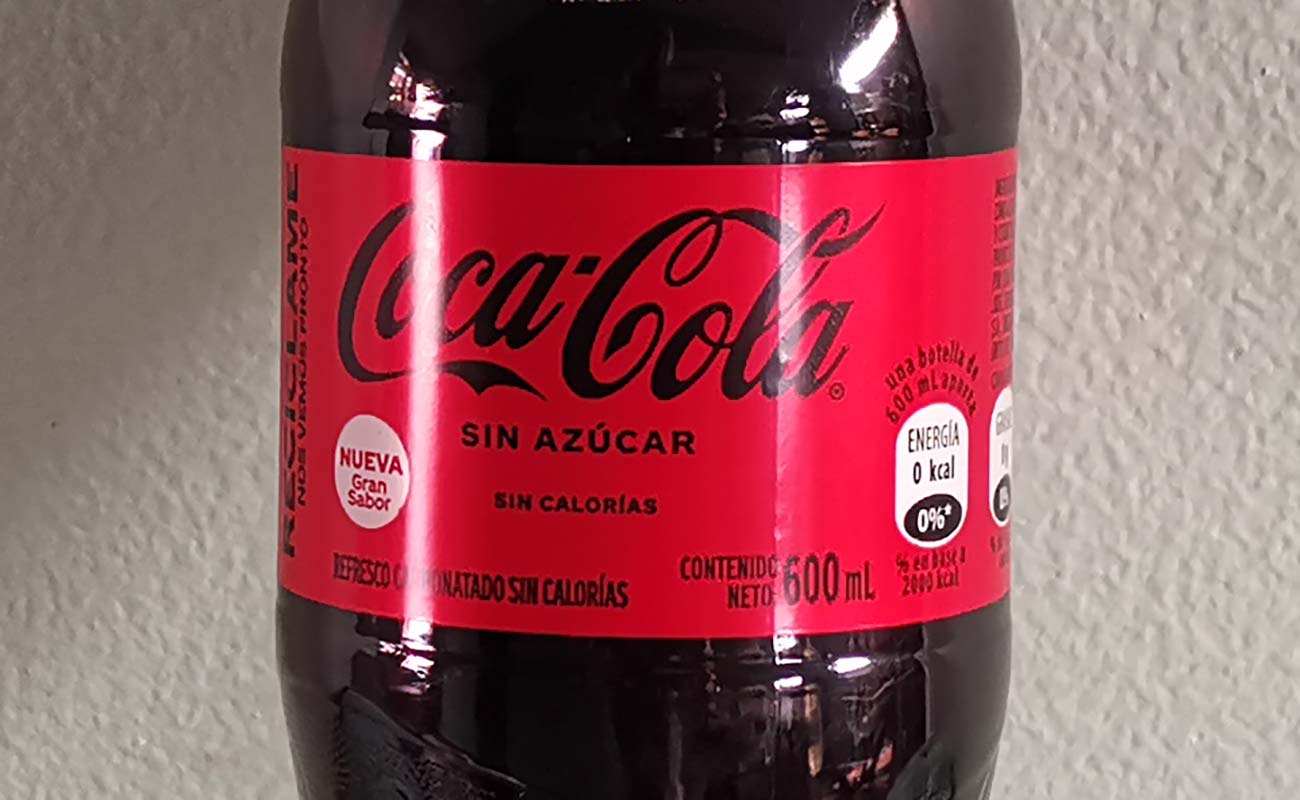 RECICLAME
NOS VEMOS PRONTO
Coca-Cola
SIN AZÚCAR
SIN CALORÍAS
NUEVA
Gran
Sabor
REFRESCO CARBONATADO SIN CALORÍAS
CONTENIDO
NETO 600 mL
una botella de
600 mL aporta
ENERGÍA
0 kcal
0%*
% en base a
2000 kcal